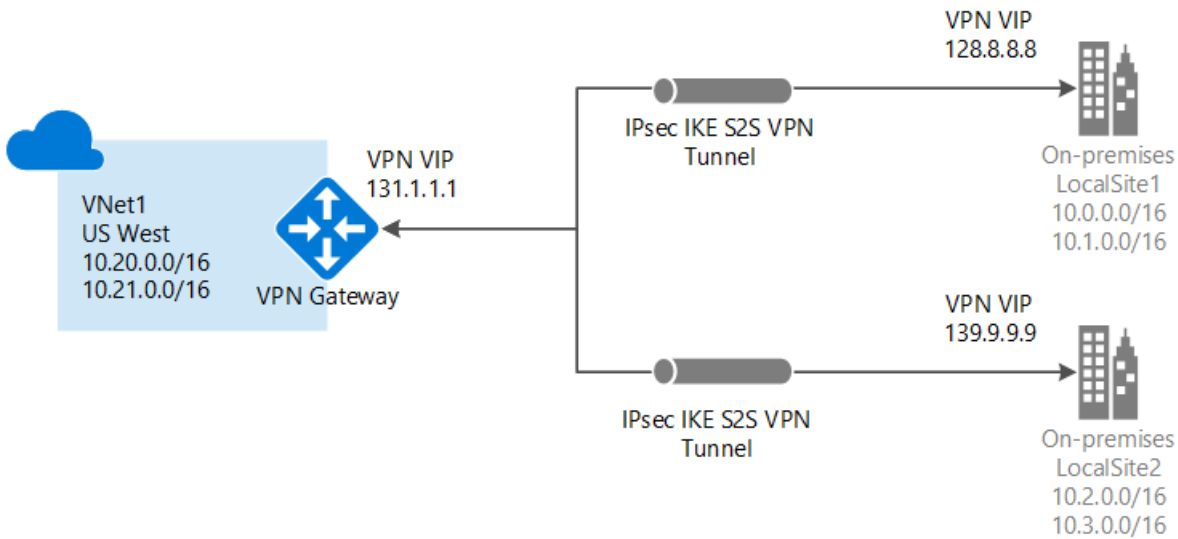 VPN VIP
128.8.8.8
IPsec IKE S2S VPN
Tunnel
On-premises
LocalSite1
10.0.0.0/16
10.1.0.0/16
VPN VIP
131.1.1.1
VNet1
US West
10.20.0.0/16
10.21.0.0/16
VPN Gateway
VPN VIP
139.9.9.9
IPsec IKE S2S VPN
Tunnel
On-premises
LocalSite2
10.2.0.0/16
10.3.0.0/16